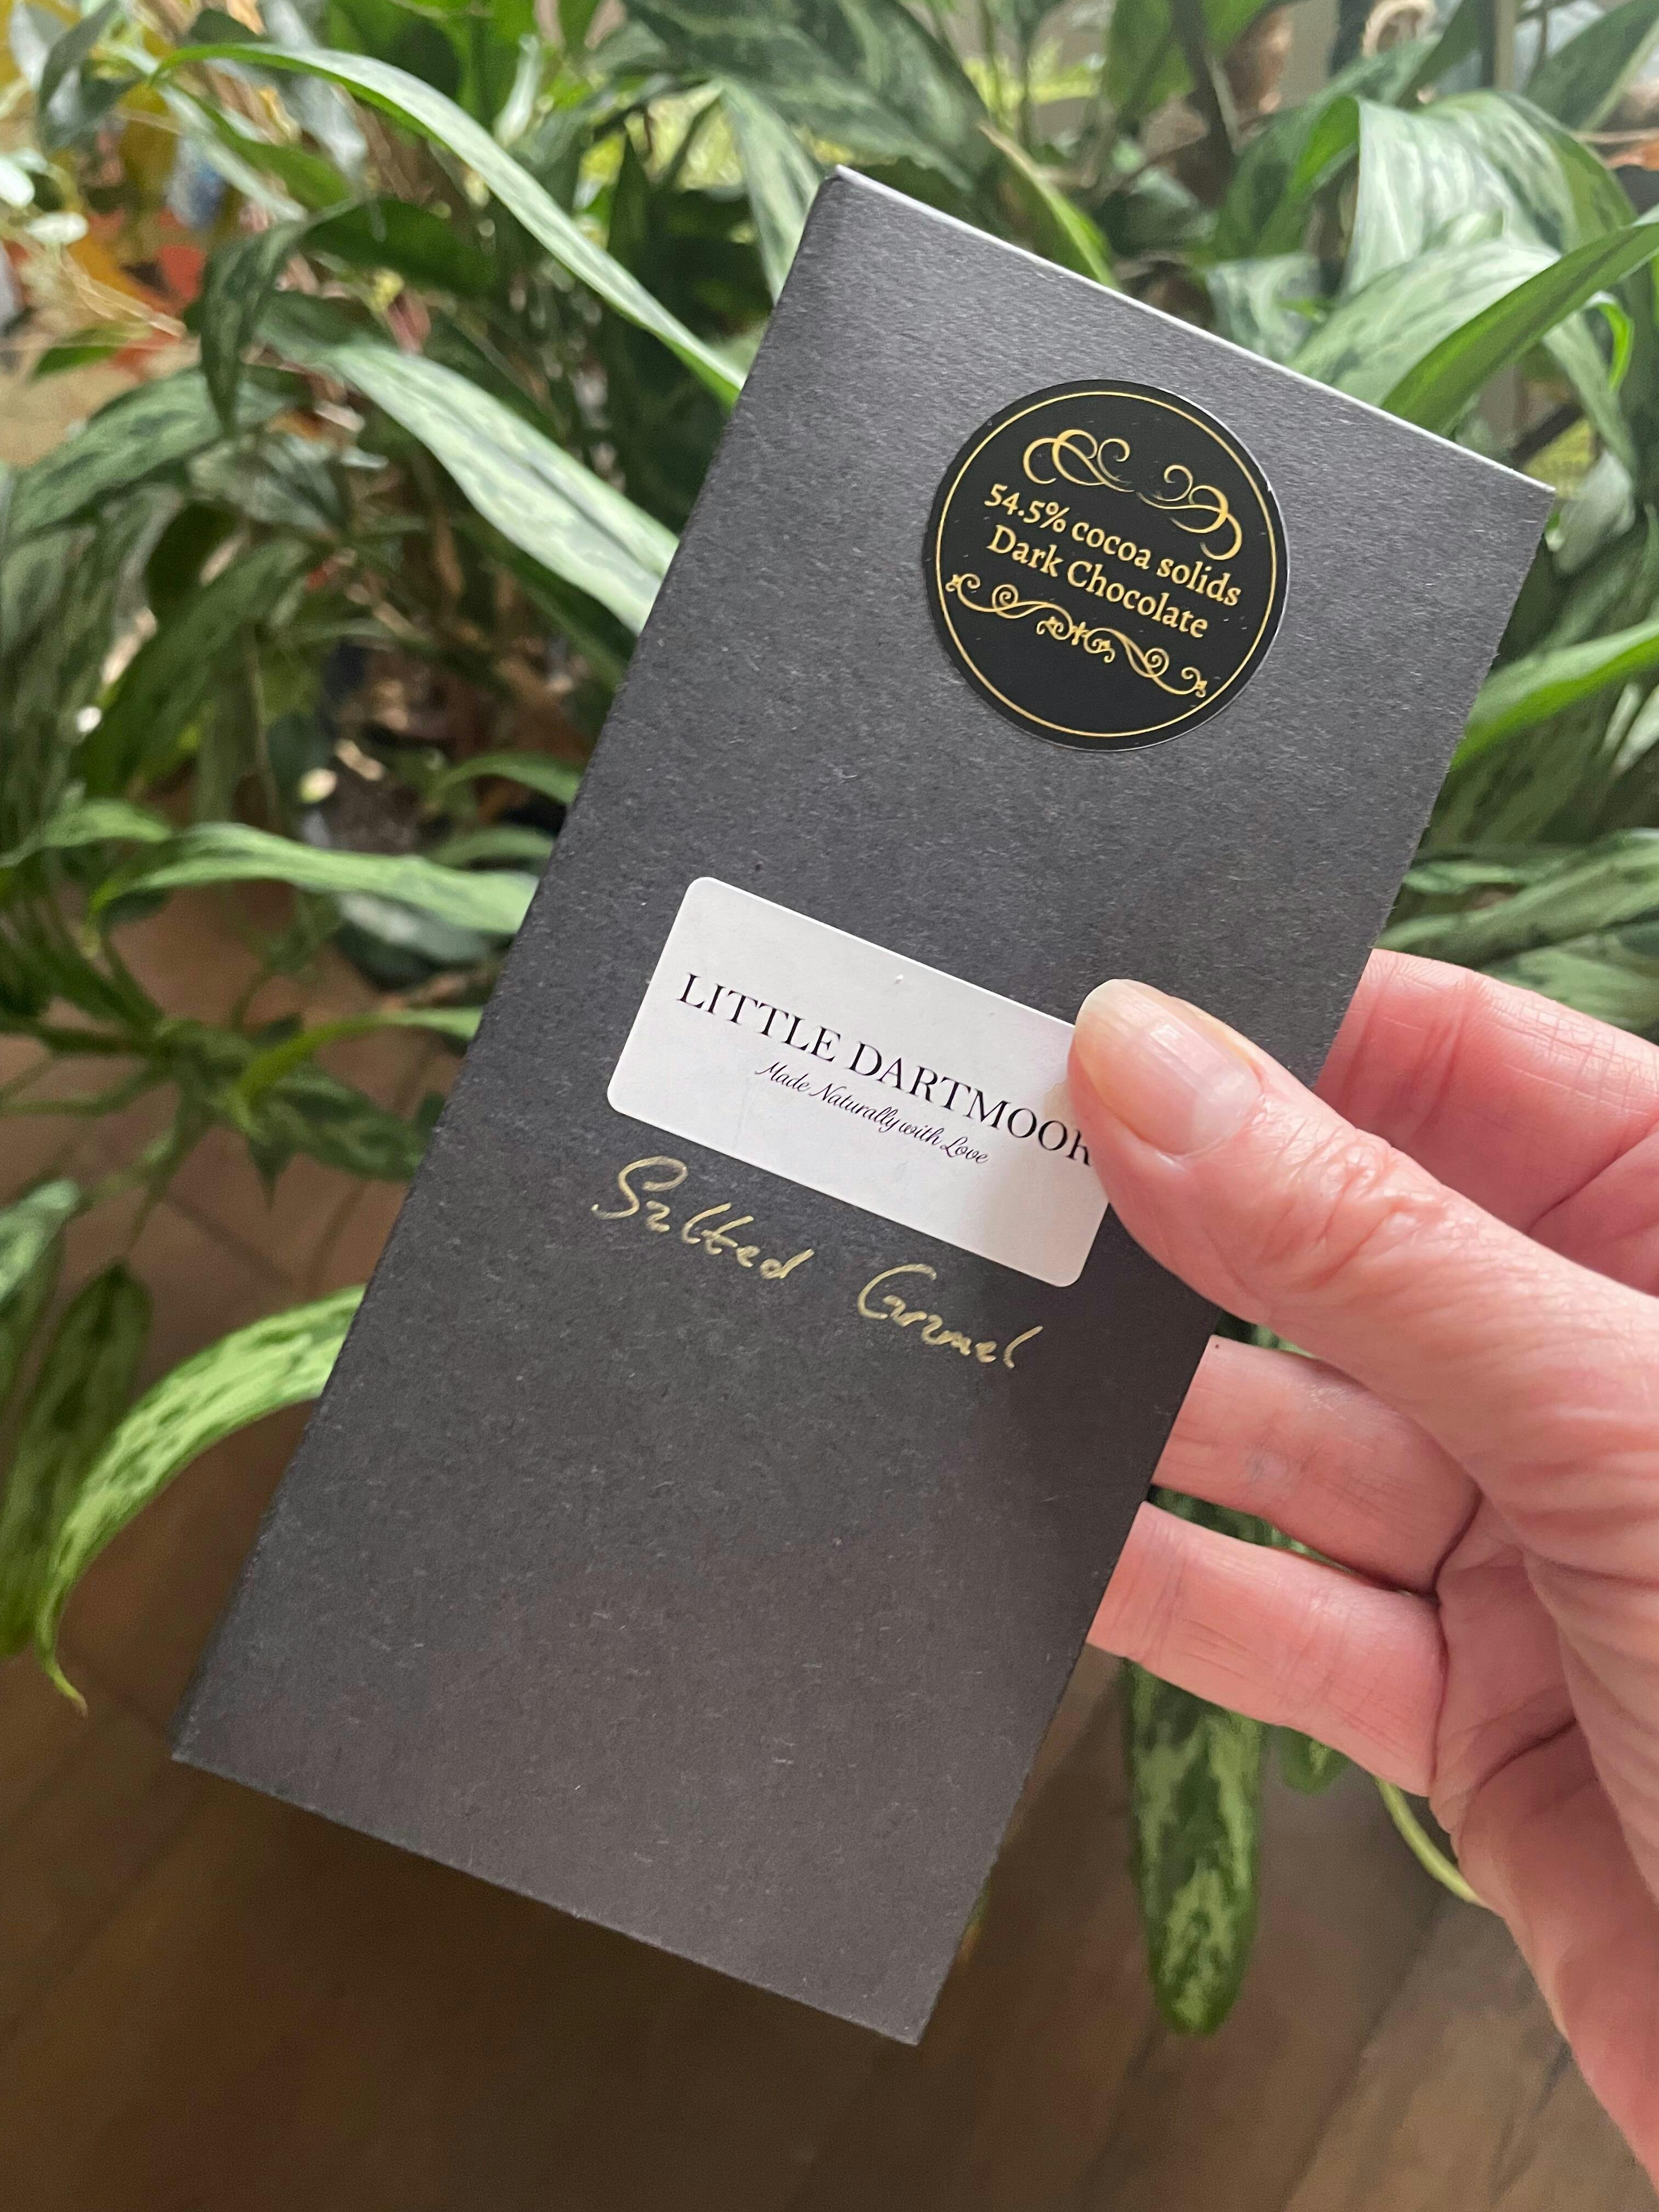 54.5% cocoa solids
Dark Chocolate
LITTLE DARTMOOR
Made Naturally with Love
Salted Caramel